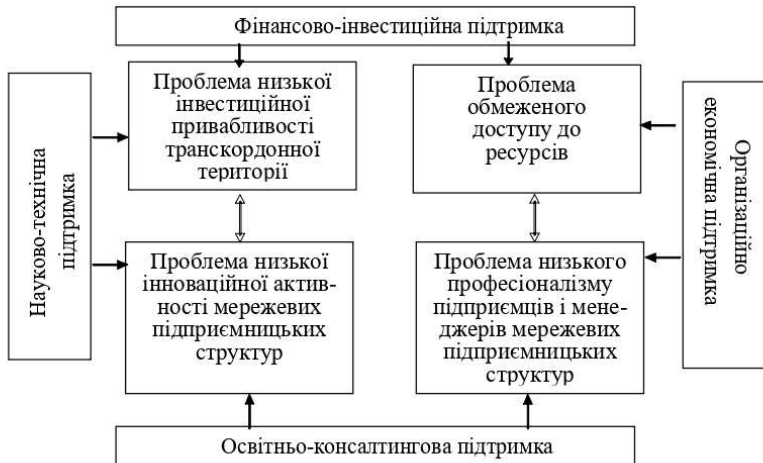 Фінансово-інвестиційна підтримка
Науково-технічна
підтримка
Проблема низької
інвестиційної
привабливості
транскордонної
території
Проблема
обмеженого
доступу до
ресурсів
Організаційно
економічна підтримка
Проблема низької
інноваційної актив-
ності мережевих
підприємницьких
структур
Проблема низького
професіоналізму
підприємців і мене-
джерів мережевих
підприємницьких
структур
Освітньо-консалтингова підтримка